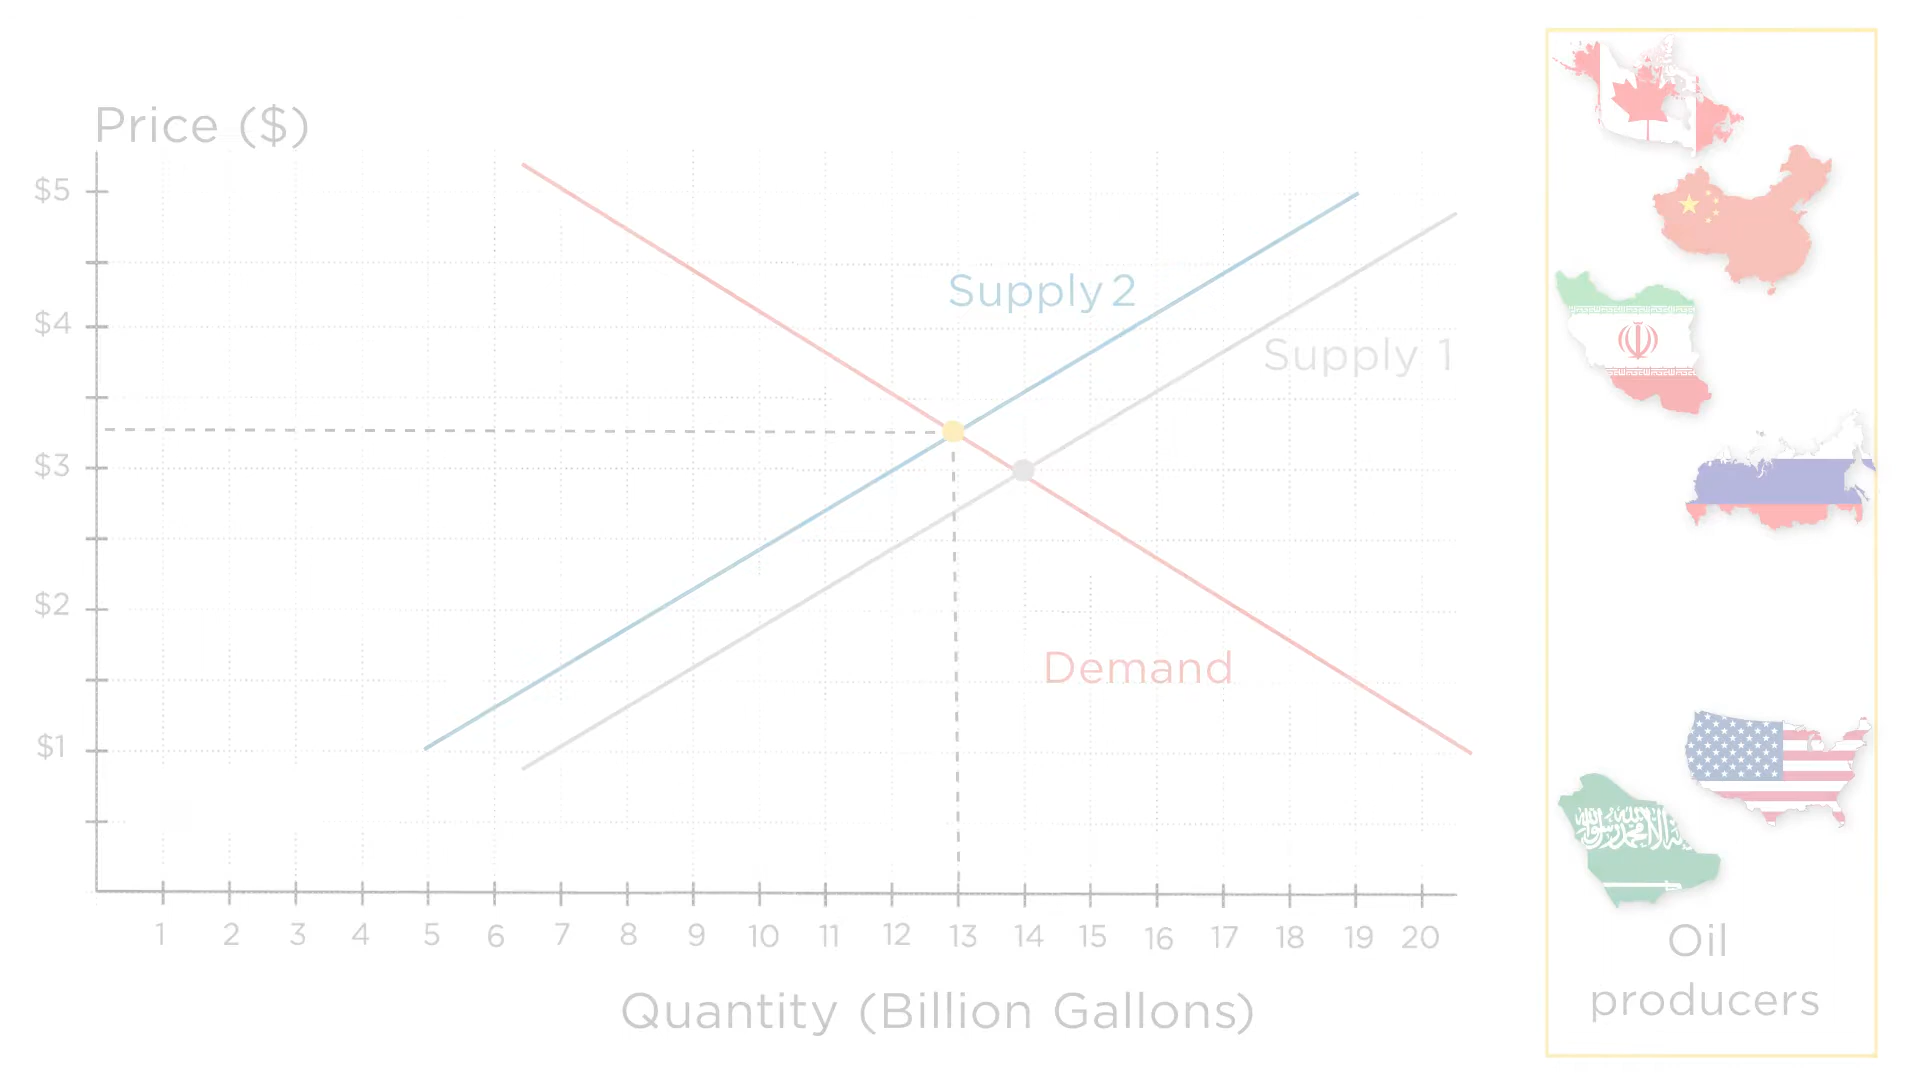 Price ($)
$5
$4
$3
$2
$1
Supply 2
Supply 1
Demand
1 2 3 4 5 6 7 8 9 10 11 12 13 14 15 16 17 18 19 20
Quantity (Billion Gallons)
Oil
producers